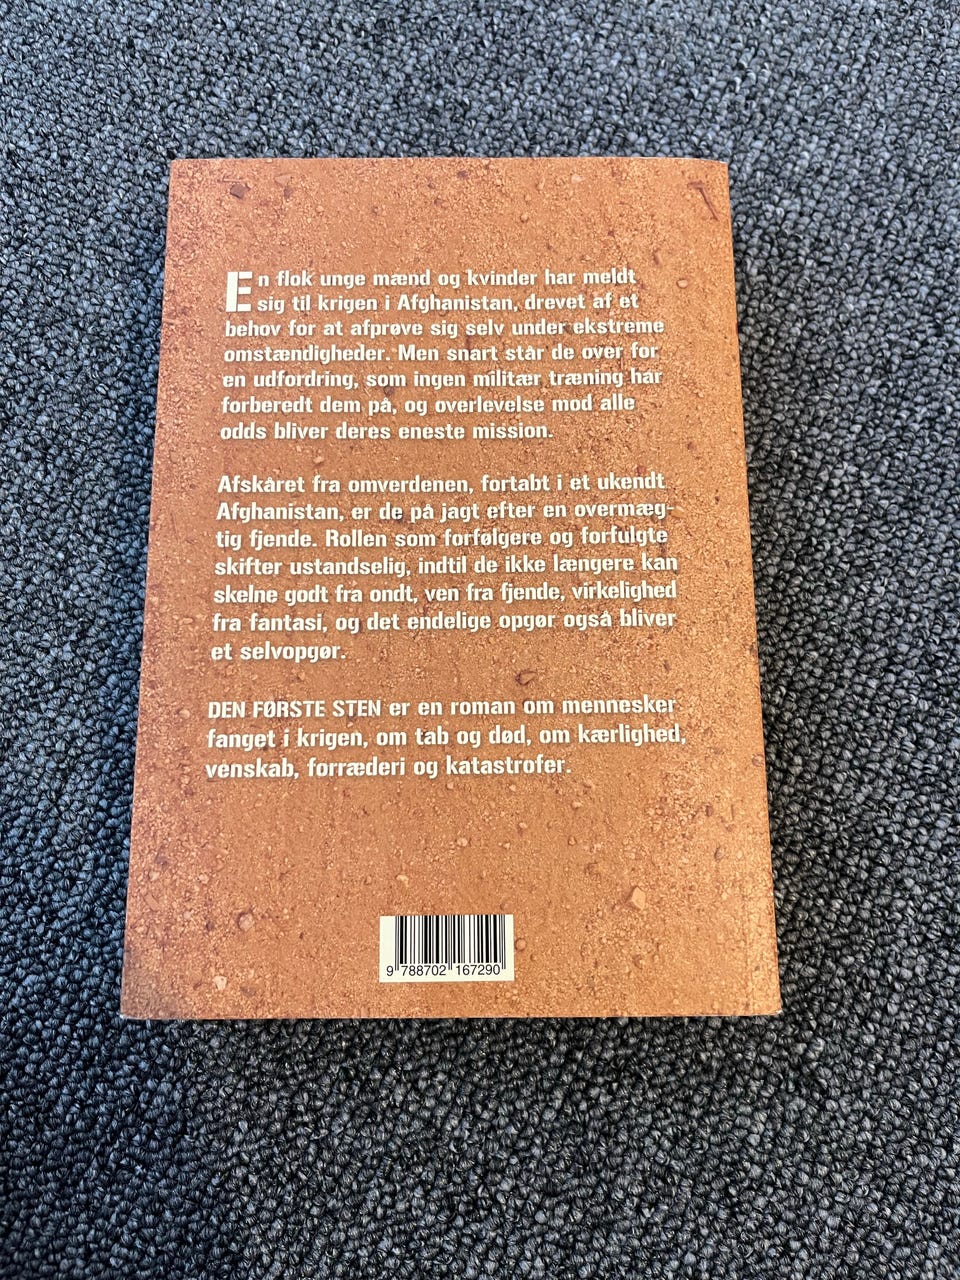 En flok unge mænd og kvinder har meldt
sig til krigen i Afghanistan, drevet af et
behov for at afprøve sig selv under ekstreme
omstændigheder. Men snart står de over for
en udfordring, som ingen militær træning har
forberedt dem på, og overlevelse mod alle
odds bliver deres eneste mission.
Afskåret fra omverdenen, fortabt i et ukendt
Afghanistan, er de på jagt efter en overmæg-
tig fjende. Rollen som forfølgere og forfulgte
skifter ustandselig, indtil de ikke længere kan
skelne godt fra ondt, ven fra fjende, virkelighed
fra fantasi, og det endelige opgør også bliver
et selvopgør.
DEN FØRSTE STEN er en roman om mennesker
fanget i krigen, om tab og død, om kærlighed,
venskab, forræderi og katastrofer.
9 788702 167290